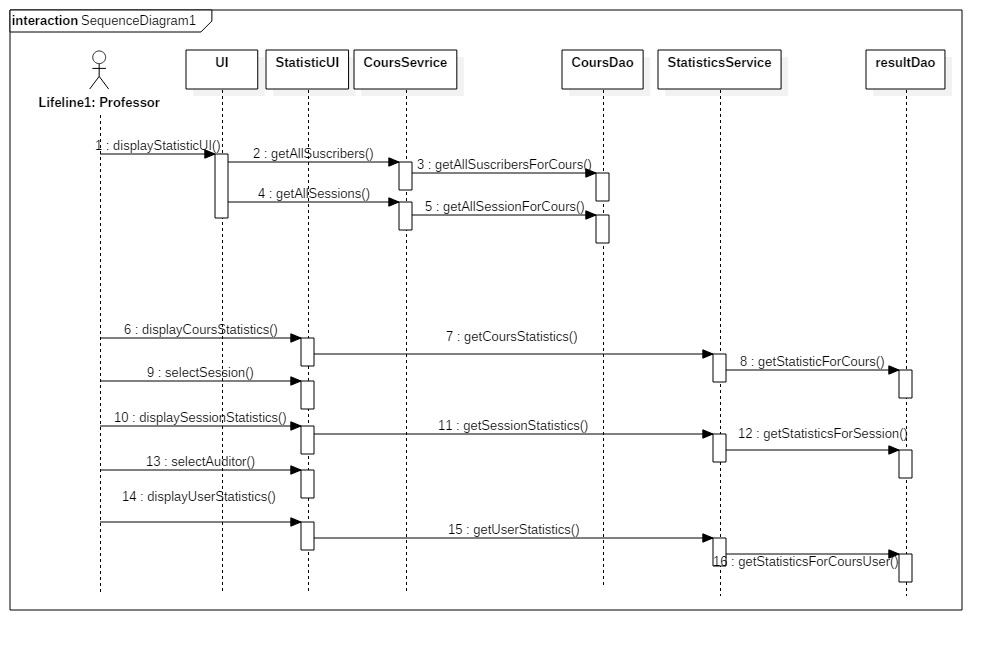 interaction SequenceDiagram1
UI
StatisticUI
CoursSevrice
CoursDao
StatisticsService
resultDao
Lifeline1: Professor
1 : displayStatisticUI()
2 : getAllSuscribers()
3 : getAllSuscribersForCours()
4 : getAllSessions()
5 : getAllSessionForCours()
6 : displayCoursStatistics()
7 : getCoursStatistics()
8 : getStatisticForCours()
9 : selectSession()
10 : displaySessionStatistics()
11 : getSessionStatistics()
12 : getStatisticsForSession()
13 : selectAuditor()
14 : displayUserStatistics()
15 : getUserStatistics()
16 : getStatisticsForCoursUser()